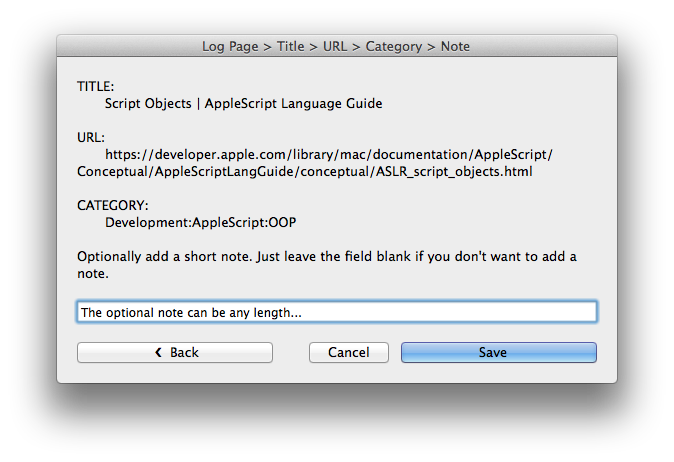 Log Page > Title > URL > Category > Note
TITLE:
Script Objects | AppleScript Language Guide
URL:
https://developer.apple.com/library/mac/documentation/AppleScript/
Conceptual/AppleScriptLangGuide/conceptual/ASLR_script_objects.html
CATEGORY:
Development:AppleScript:OOP
Optionally add a short note. Just leave the field blank if you don't want to add a
note.
The optional note can be any length...
❮ Back Cancel Save